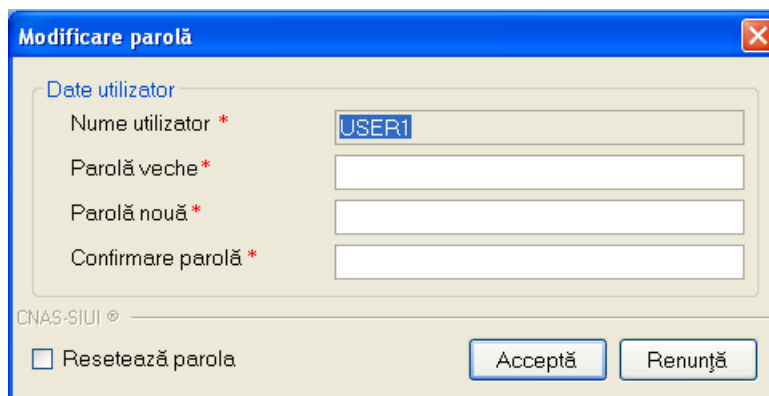 Modificare parolă
Date utilizator
Nume utilizator *
USER1
Parolă veche*
Parolă nouă*
Confirmare parolă*
CNAS-SIUI ®
Resetează parola
Acceptă
Renunţă